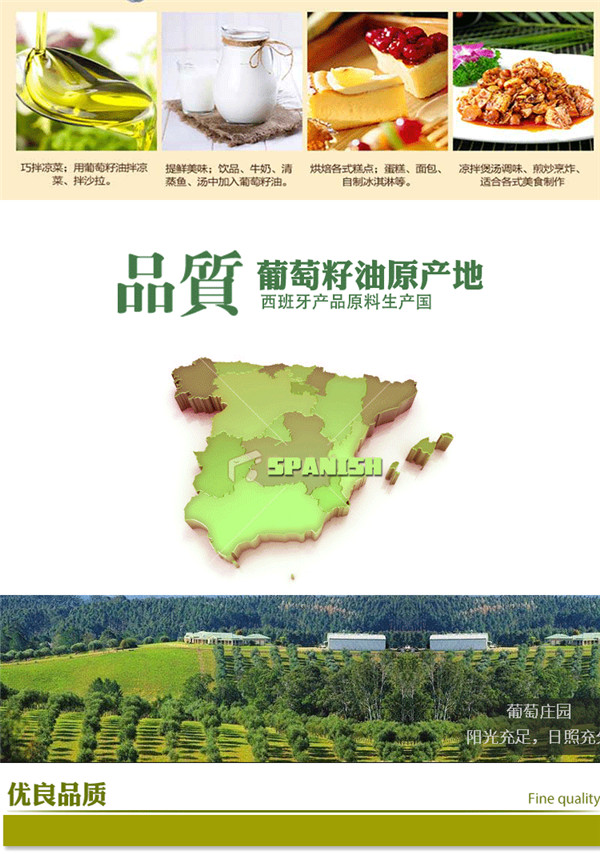 巧拌凉菜；用葡萄籽油拌凉
菜、拌沙拉。
提鲜美味；饮品、牛奶、清
蒸鱼、汤中加入葡萄籽油。
烘焙各式糕点；蛋糕、面包、
自制冰淇淋等。
凉拌煲汤调味、煎炒烹炸、
适合各式美食制作
品質 葡萄籽油原产地
西班牙产品原料生产国
SPANISH
葡萄庄园
阳光充足，日照充
优良品质
Fine quality